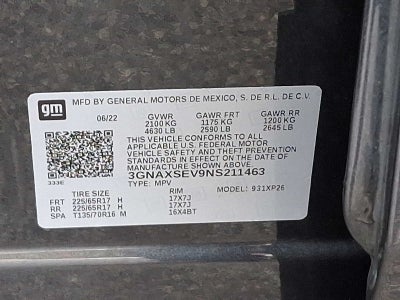 gm
MFD BY GENERAL MOTORS DE MEXICO, S. DE R.L. DE C.V.
06/22 GVWR GAWR FRT GAWR RR
2100 KG 1175 KG 1200 KG
4630 LB 2590 LB 2645 LB
THIS VEHICLE CONFORMS TO ALL
APPLICABLE U.S. FEDERAL MOTOR
VEHICLE SAFETY AND THEFT
PREVENTION STANDARDS IN EFFECT
ON THE DATE OF
MANUFACTURE SHOWN ABOVE.
3GNAXSEV9NS211463
333E TYPE: MPV MODEL: 931XP26
TIRE SIZE RIM
FRT 225/65R17 H 17X7J
RR 225/65R17 H 17X7J
SPA T135/70R16 M 16X4BT